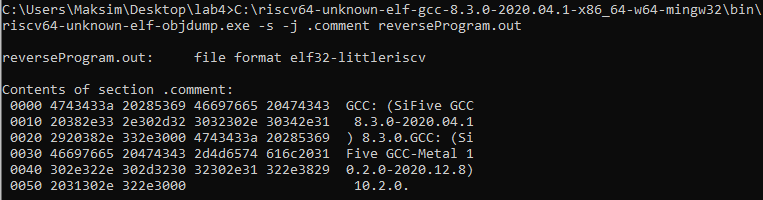 C:\Users\Maksim\Desktop\lab4>C:\riscv64-unknown-elf-gcc-8.3.0-2020.04.1-x86_64-w64-mingw32\bin\
riscv64-unknown-elf-objdump.exe -s -j .comment reverseProgram.out
reverseProgram.out:     file format elf32-littleriscv
Contents of section .comment:
 0000 4743433a 20285369 46697665 20474343  GCC: (SiFive GCC
 0010 20382e33 2e302d32 3032302e 30342e31   8.3.0-2020.04.1
 0020 2920382e 332e3000 4743433a 20285369  ) 8.3.0.GCC: (Si
 0030 46697665 20474343 2d4d6574 616c2031  Five GCC-Metal 1
 0040 302e322e 302d3230 32302e31 322e3829  0.2.0-2020.12.8)
 0050 2031302e 322e3000                     10.2.0.